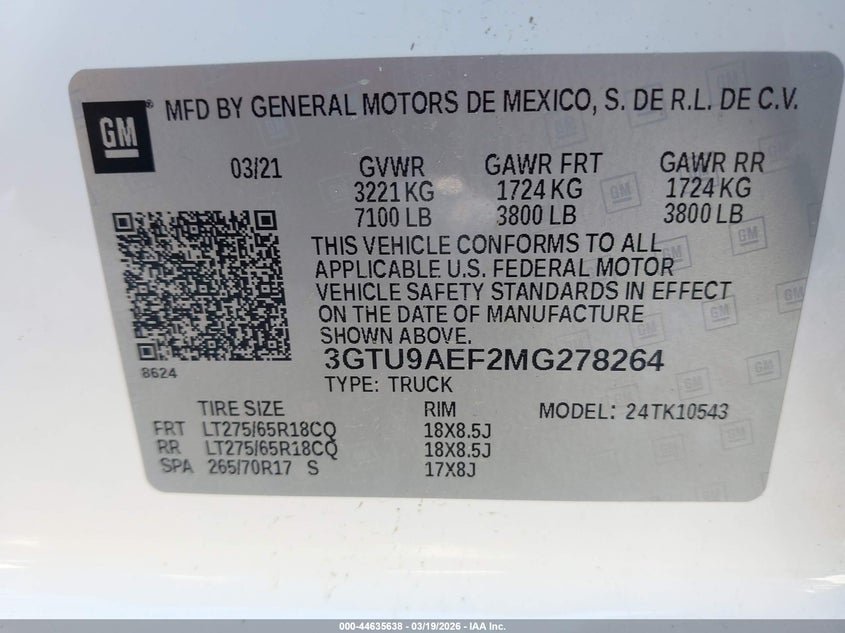 GM
MFD BY GENERAL MOTORS DE MEXICO, S. DE R.L. DE C.V.
03/21 GVWR GAWR FRT GAWR RR
3221 KG 1724 KG 1724 KG
7100 LB 3800 LB 3800 LB
THIS VEHICLE CONFORMS TO ALL
APPLICABLE U.S. FEDERAL MOTOR
VEHICLE SAFETY STANDARDS IN EFFECT
ON THE DATE OF MANUFACTURE
SHOWN ABOVE.
3GTU9AEF2MG278264
8624
TYPE: TRUCK
TIRE SIZE RIM MODEL: 24TK10543
FRT LT275/65R18CQ 18X8.5J
RR LT275/65R18CQ 18X8.5J
SPA 265/70R17 S 17X8J
000-44635638 - 03/19/2026 - IAA Inc.